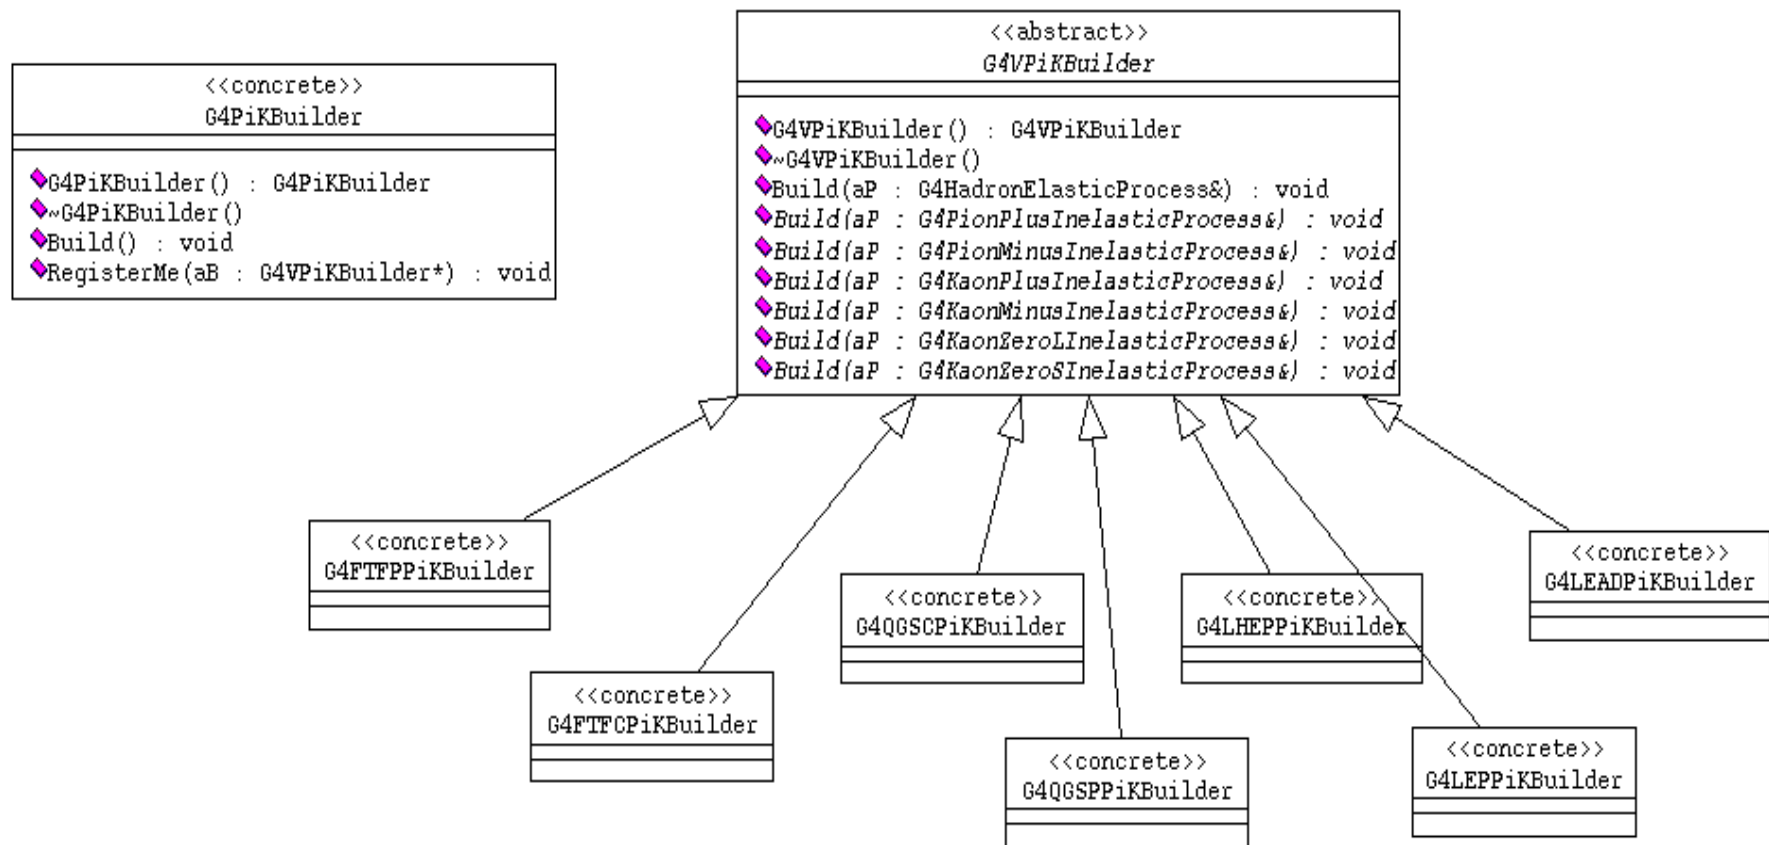 <<concrete>>
G4PiKBuilder
G4PiKBuilder() : G4PiKBuilder
~G4PiKBuilder()
Build() : void
RegisterMe(aB : G4VPiKBuilder*) : void
<<abstract>>
G4VPiKBuilder
G4VPiKBuilder() : G4VPiKBuilder
~G4VPiKBuilder()
Build(aP : G4HadronElasticProcess&) : void
Build(aP : G4PionPlusInelasticProcess&) : void
Build(aP : G4PionMinusInelasticProcess&) : void
Build(aP : G4KaonPlusInelasticProcess&) : void
Build(aP : G4KaonMinusInelasticProcess&) : void
Build(aP : G4KaonZeroLInelasticProcess&) : void
Build(aP : G4KaonZeroSInelasticProcess&) : void
<<concrete>>
G4FTFPPiKBuilder
<<concrete>>
G4FTFCPiKBuilder
<<concrete>>
G4QGSCPiKBuilder
<<concrete>>
G4QGSPPiKBuilder
<<concrete>>
G4LHEPPiKBuilder
<<concrete>>
G4LEPPiKBuilder
<<concrete>>
G4LEADPiKBuilder